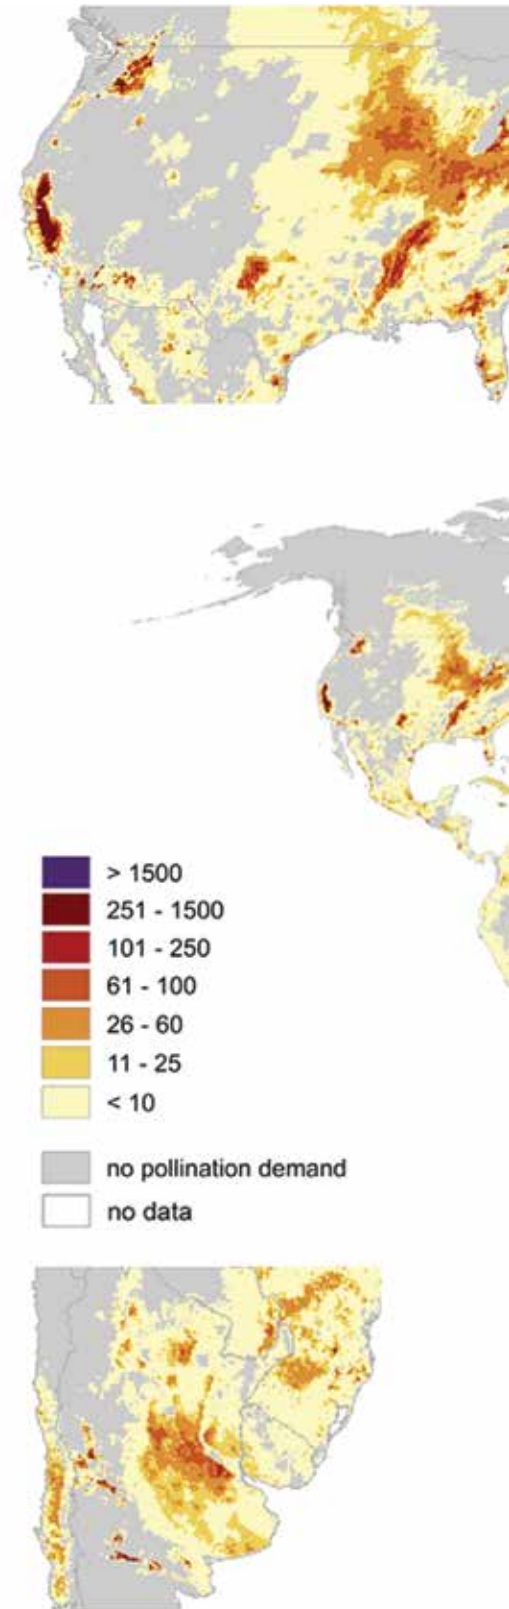 > 1500
251 - 1500
101 - 250
61 - 100
26 - 60
11 - 25
< 10
no pollination demand
no data